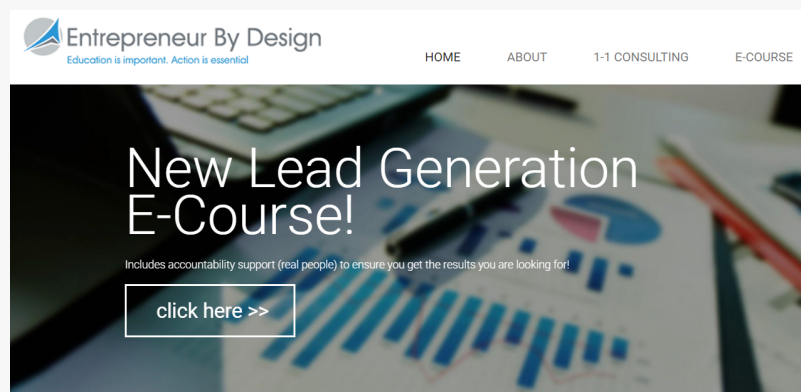 Entrepreneur By Design
Education is important. Action is essential
HOME ABOUT 1-1 CONSULTING E-COURSE
New Lead Generation
E-Course!
Includes accountability support (real people) to ensure you get the results you are looking for!
click here >>